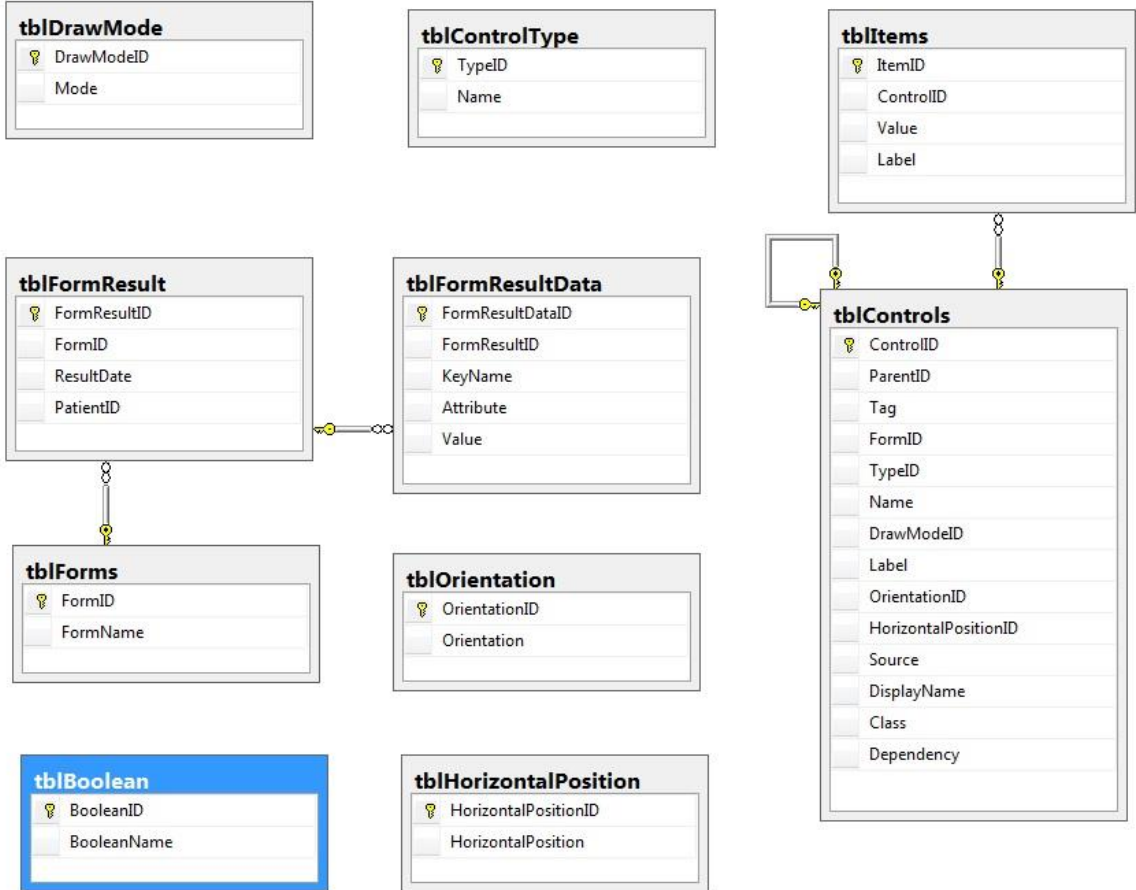 tblDrawMode
DrawModeID
Mode
tblControlType
TypeID
Name
tblItems
ItemID
ControlID
Value
Label
tblFormResult
FormResultID
FormID
ResultDate
PatientID
tblFormResultData
FormResultDataID
FormResultID
KeyName
Attribute
Value
tblControls
ControlID
ParentID
Tag
FormID
TypeID
Name
DrawModeID
Label
OrientationID
HorizontalPositionID
Source
DisplayName
Class
Dependency
tblForms
FormID
FormName
tblOrientation
OrientationID
Orientation
tblBoolean
BooleanID
BooleanName
tblHorizontalPosition
HorizontalPositionID
HorizontalPosition